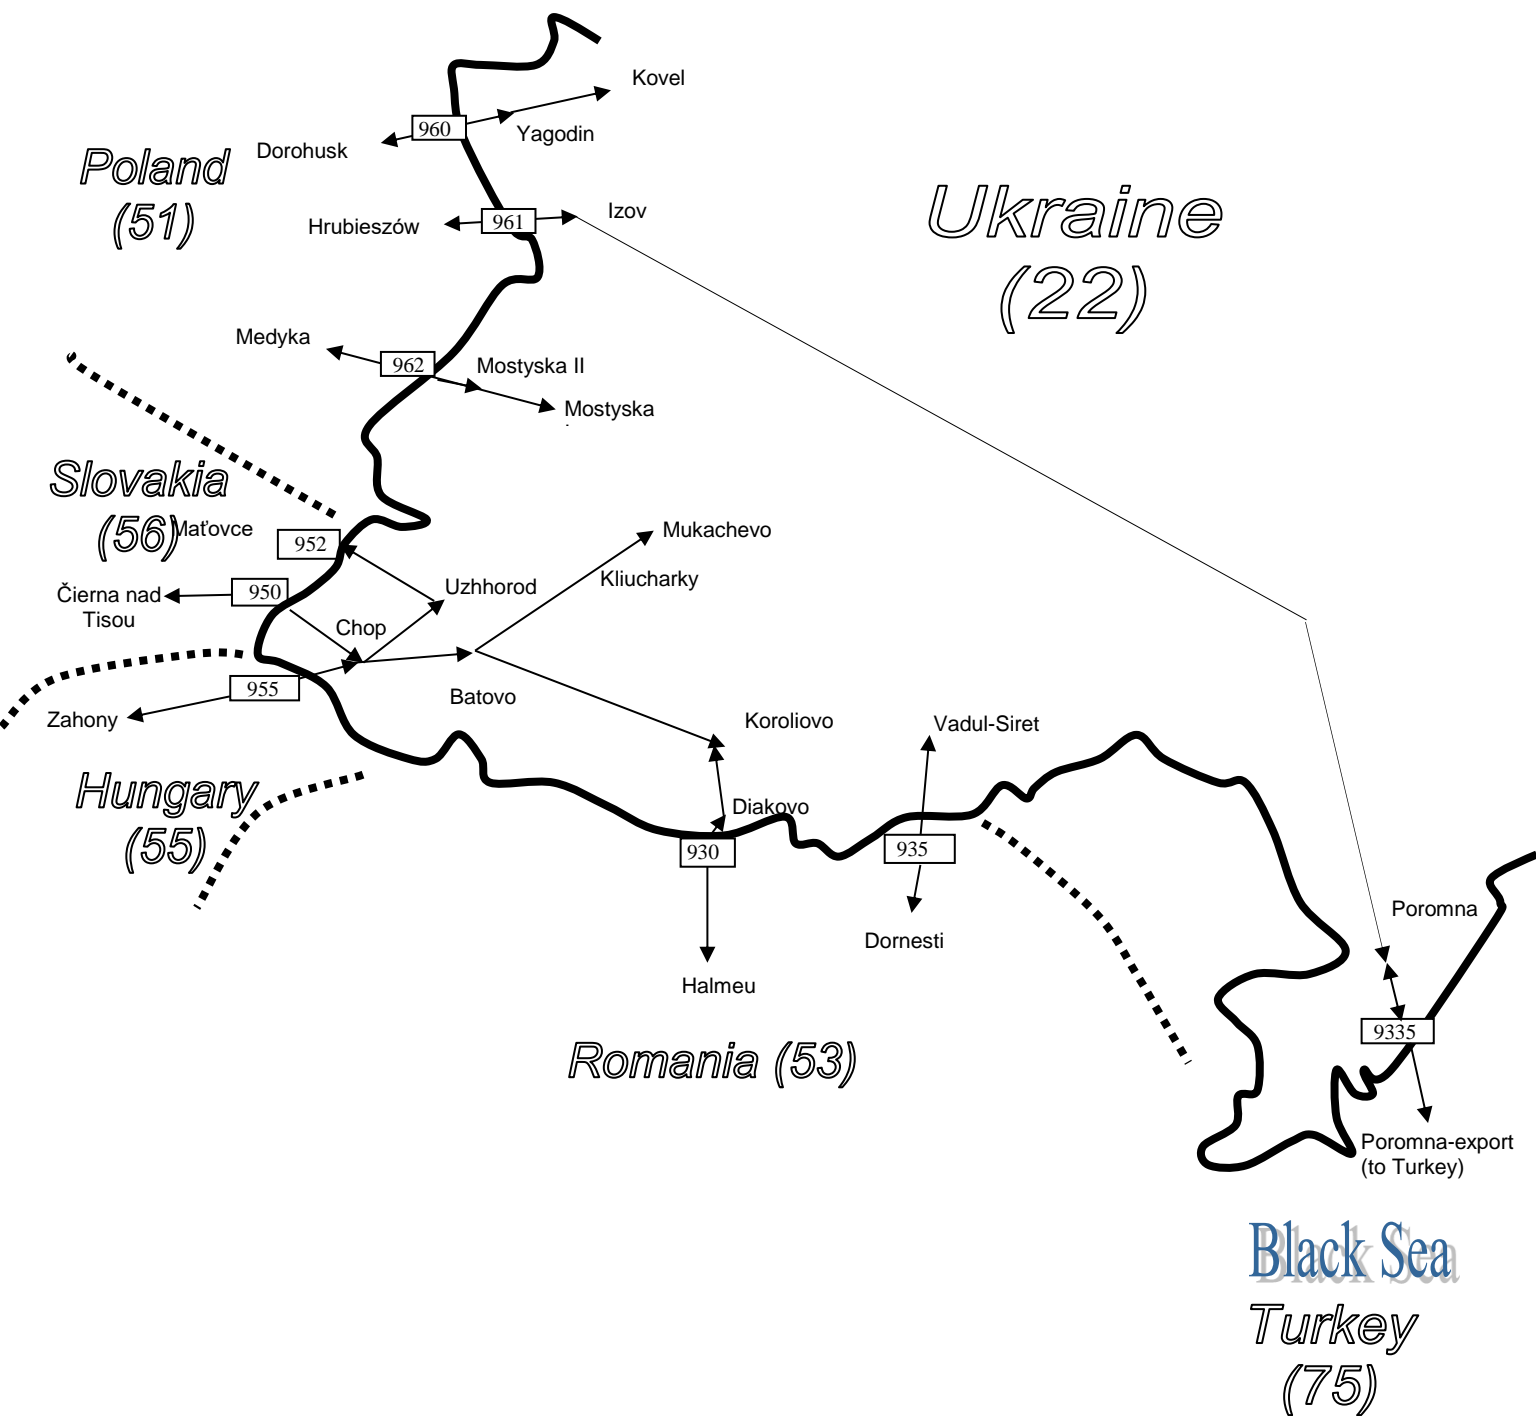 Kovel
960
Yagodin
Dorohusk
Poland
(51)
Ukraine
(22)
Izov
961
Hrubieszów
Medyka
962
Mostyska II
Mostyska
Slovakia
(56)
Maťovce
952
Mukachevo
Kliucharky
Uzhhorod
950
Čierna nad
Tisou
Chop
955
Batovo
Zahony
Koroliovo
Vadul-Siret
Hungary
(55)
Diakovo
930
935
Poromna
Dornesti
Halmeu
9335
Romania (53)
Poromna-export
(to Turkey)
Black Sea
Turkey
(75)